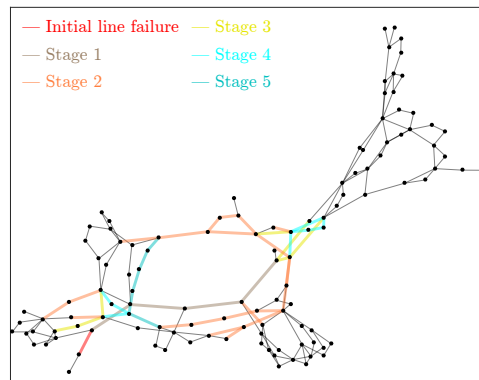 Initial line failure
Stage 1
Stage 2
Stage 3
Stage 4
Stage 5